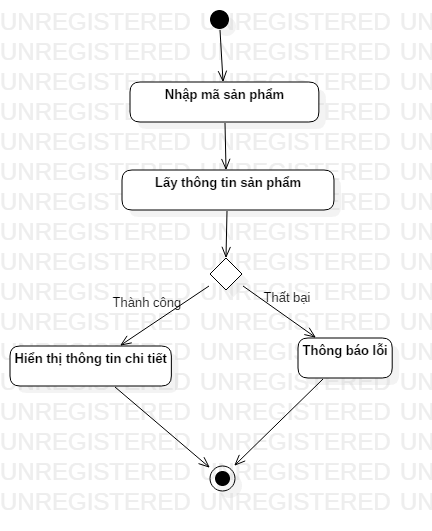 Nhập mã sản phẩm
Lấy thông tin sản phẩm
Thành công
Thất bại
Hiển thị thông tin chi tiết
Thông báo lỗi
UNREGISTERED